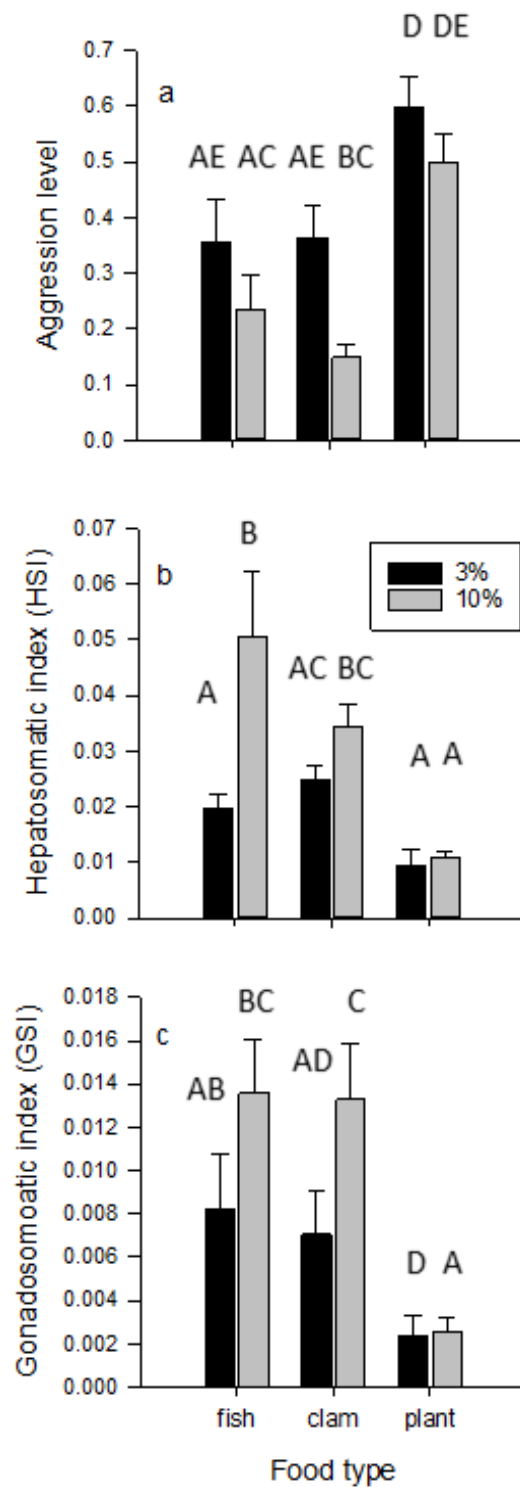 D DE
0.7
a
0.6
AE AC AE BC
0.5
0.4
0.3
0.2
0.1
0.0
Aggression level
0.07
B
b
3%
10%
0.06
0.05
AC BC
A
0.04
A A
0.03
0.02
0.01
0.00
Hepatosomatic index (HSI)
0.018
BC
C
c
0.016
AB
AD
0.014
0.012
0.010
0.008
D A
0.006
0.004
0.002
0.000
Gonadosomoatic index (GSI)
fish clam plant
Food type